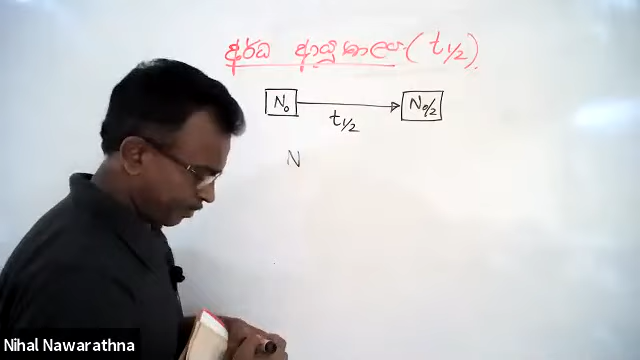 අර්ධ ආයු කාලය (t1/2)
N₀ → N₀/2
t1/2
N
Nihal Nawarathna